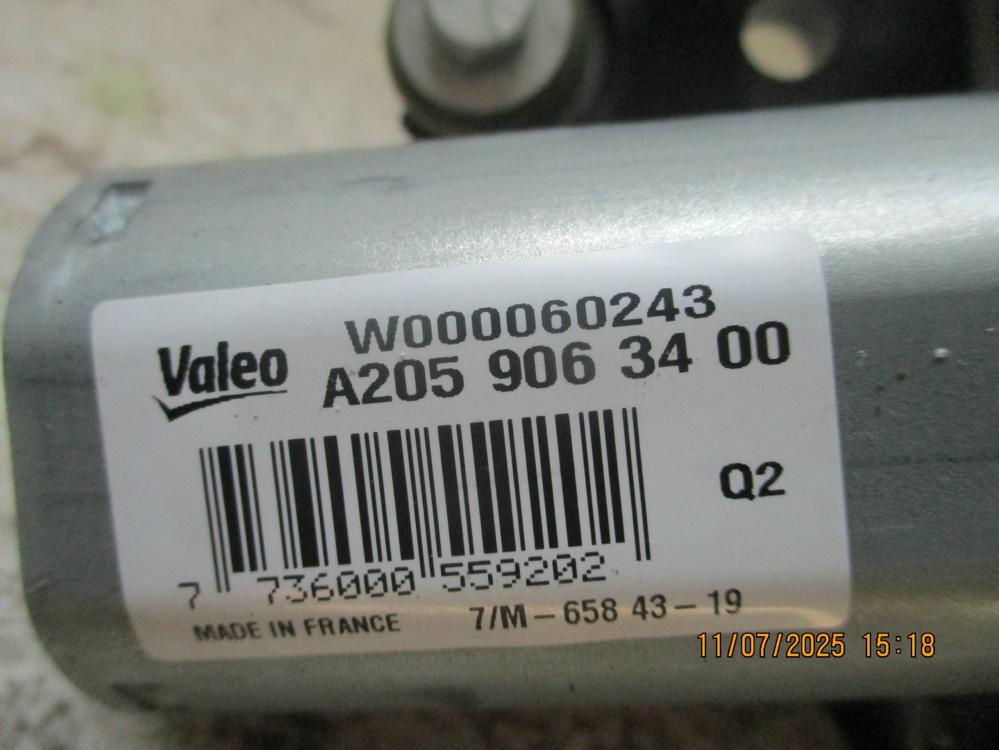 W000060243
Valeo A205 906 34 00
Q2
7 736000 559202
MADE IN FRANCE 7/M-658 43-19
11/07/2025 15:18